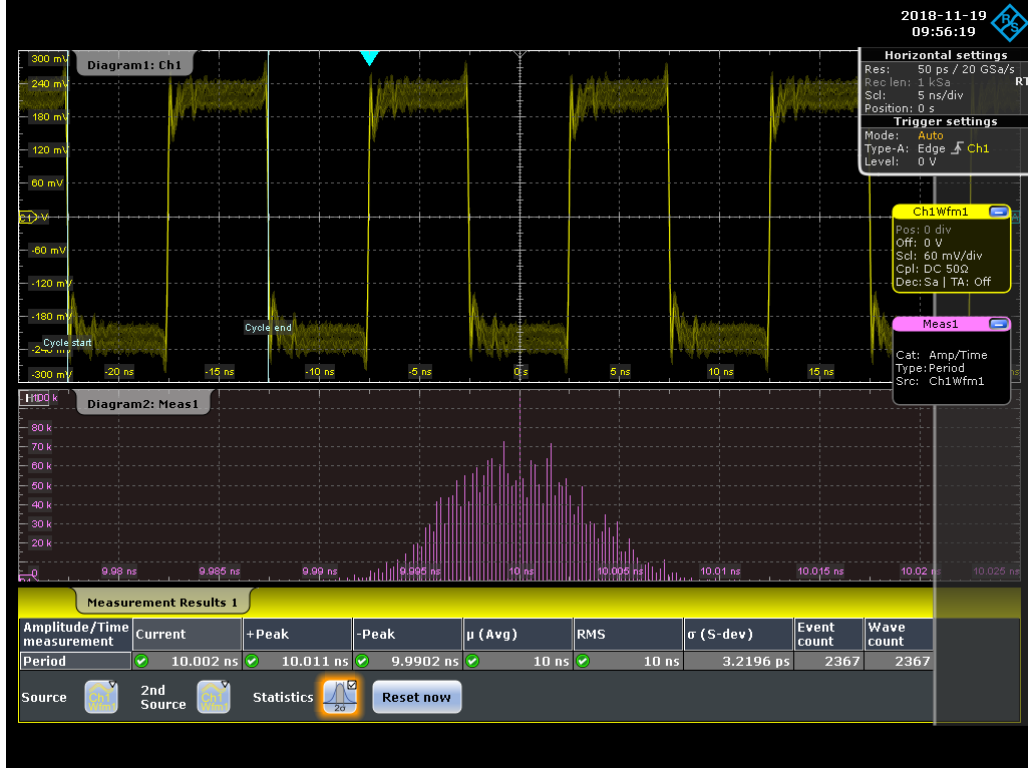 2018-11-19
09:56:19
Diagram1: Ch1
300 mV
240 mV
180 mV
120 mV
60 mV
-60 mV
-120 mV
-180 mV
-300 mV
Cycle start
Cycle end
-20 ns
-15 ns
-10 ns
-5 ns
0 s
5 ns
10 ns
15 ns
Horizontal settings
Res: 50 ps / 20 GSa/s
Rec len: 1 kSa
RT
Scl: 5 ns/div
Position: 0 s
Trigger settings
Mode: Auto
Type-A: Edge Ch1
Level: 0 V
Ch1Wfm1
Pos: 0 div
Off: 0 V
Scl: 60 mV/div
Cpl: DC 50Ω
Dec: Sa | TA: Off
Meas1
Cat: Amp/Time
Type: Period
Src: Ch1Wfm1
Diagram2: Meas1
80 k
70 k
60 k
50 k
40 k
30 k
20 k
0
9.98 ns
9.985 ns
9.99 ns
9.995 ns
10 ns
10.005 ns
10.01 ns
10.015 ns
10.02 ns
10.025 ns
Measurement Results 1
Amplitude/Time measurement Current +Peak -Peak μ (Avg) RMS σ (S-dev) Event count Wave count
Period 10.002 ns 10.011 ns 9.9902 ns 10 ns 10 ns 3.2196 ps 2367 2367
Source Ch1 Wfm1 2nd Source Ch1 Wfm1 Statistics 2σ Reset now